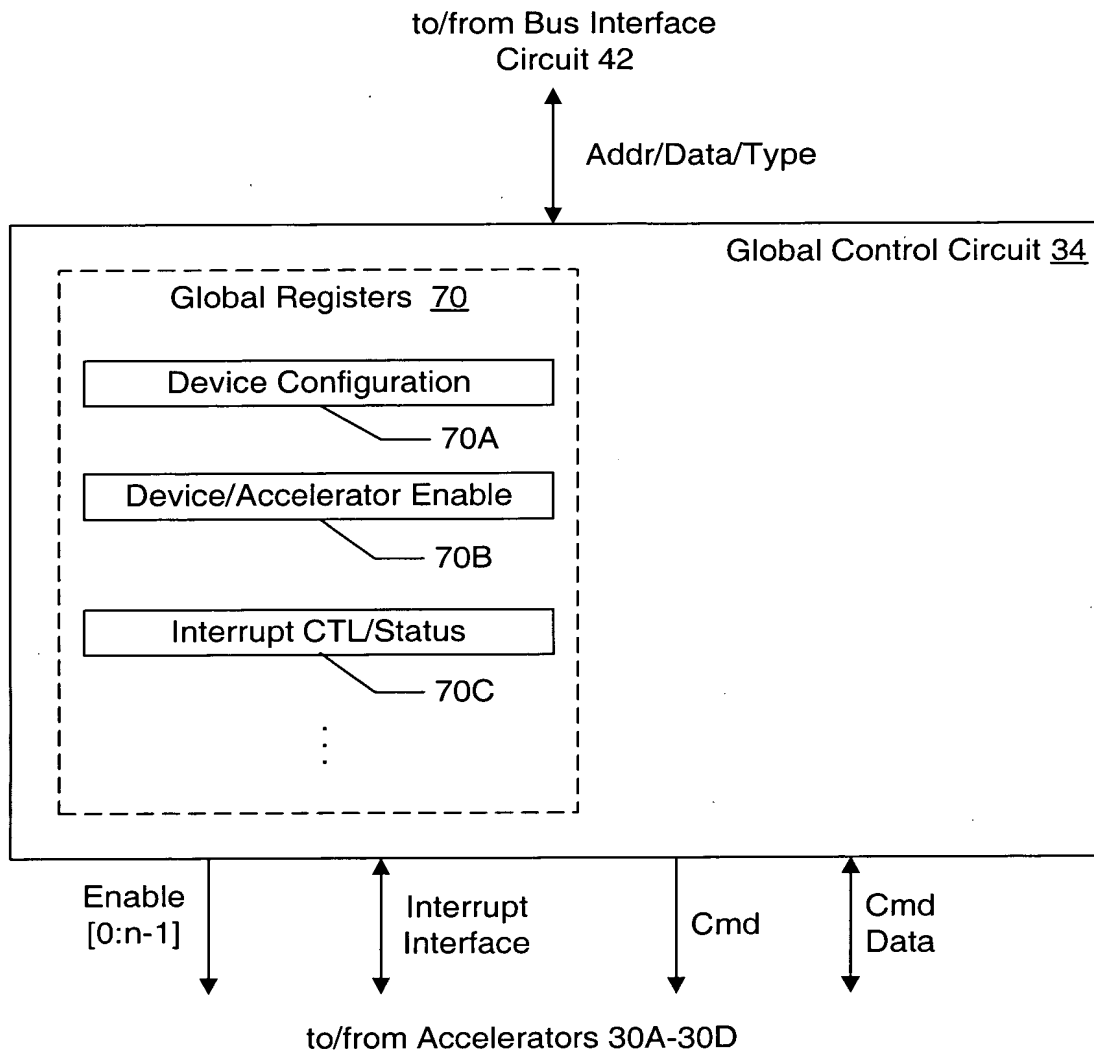 to/from Bus Interface
Circuit 42
Addr/Data/Type
Global Control Circuit 34
Global Registers 70
Device Configuration
70A
Device/Accelerator Enable
70B
Interrupt CTL/Status
70C
Enable
[0:n-1]
Interrupt
Interface
Cmd
Cmd
Data
to/from Accelerators 30A-30D